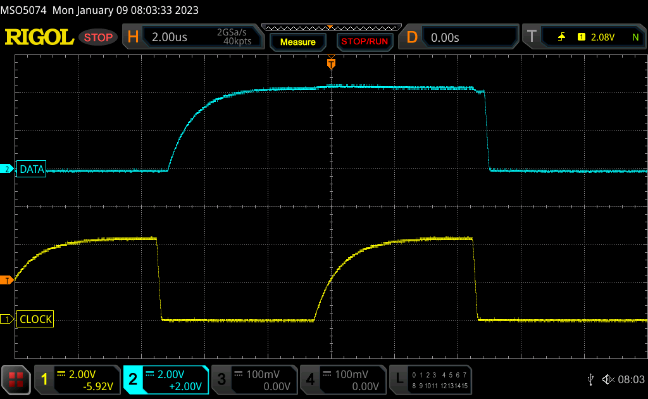 MSO5074 Mon January 09 08:03:33 2023
RIGOL STOP H 2.00us 2GSa/s 40kpts Measure STOP/RUN D 0.00s T 1 2.08V N
T
2 DATA
T
1 CLOCK
1 2.00V -5.92V 2 2.00V +2.00V 3 100mV 0.00V 4 100mV 0.00V L 0 1 2 3 4 5 6 7 8 9 10 11 12 13 14 15 08:03